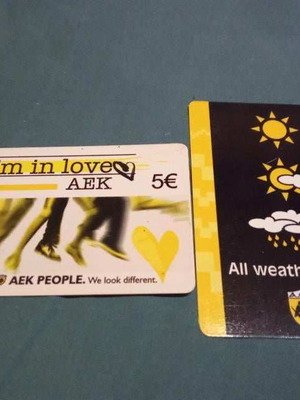 i'm in love
AEK
5€
AEK PEOPLE. We look different.
All weath